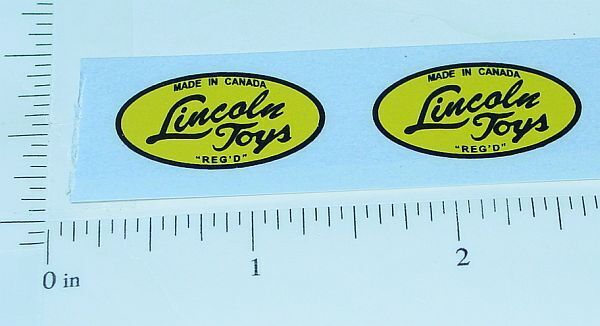 MADE IN CANADA
Lincoln
Toys
"REG'D"
MADE IN CANADA
Lincoln
Toys
"REG'D"
0 in 1 2